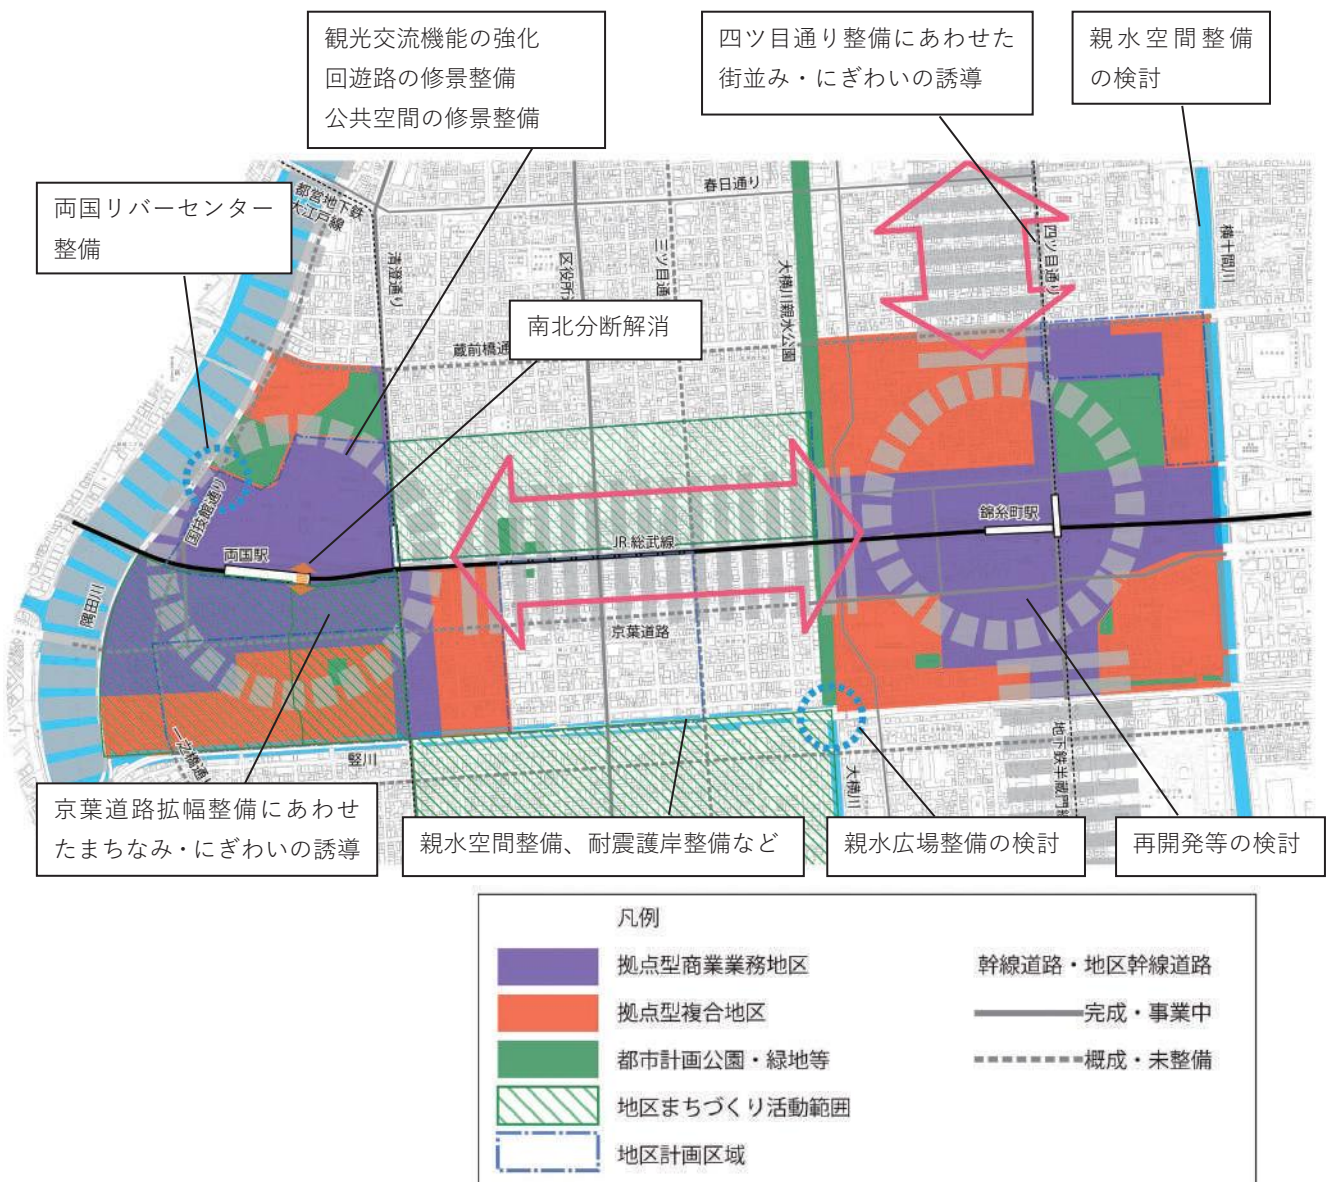 観光交流機能の強化
回遊路の修景整備
公共空間の修景整備
四ツ目通り整備にあわせた
街並み・にぎわいの誘導
親水空間整備
の検討
両国リバーセンター
整備
都営地下鉄
大江戸線
春日通り
清澄通り
三ツ目通
大横川親水公園
四ツ目通り
横十間川
南北分断解消
蔵前橋通
国技館通り
両国駅
JR総武線
錦糸町駅
隅田川
京葉道路
一之橋通り
竪川
大横川
京葉道路拡幅整備にあわせ
たまちなみ・にぎわいの誘導
親水空間整備、耐震護岸整備など
親水広場整備の検討
再開発等の検討
凡例
拠点型商業業務地区
幹線道路・地区幹線道路
拠点型複合地区
完成・事業中
都市計画公園・緑地等
概成・未整備
地区まちづくり活動範囲
地区計画区域